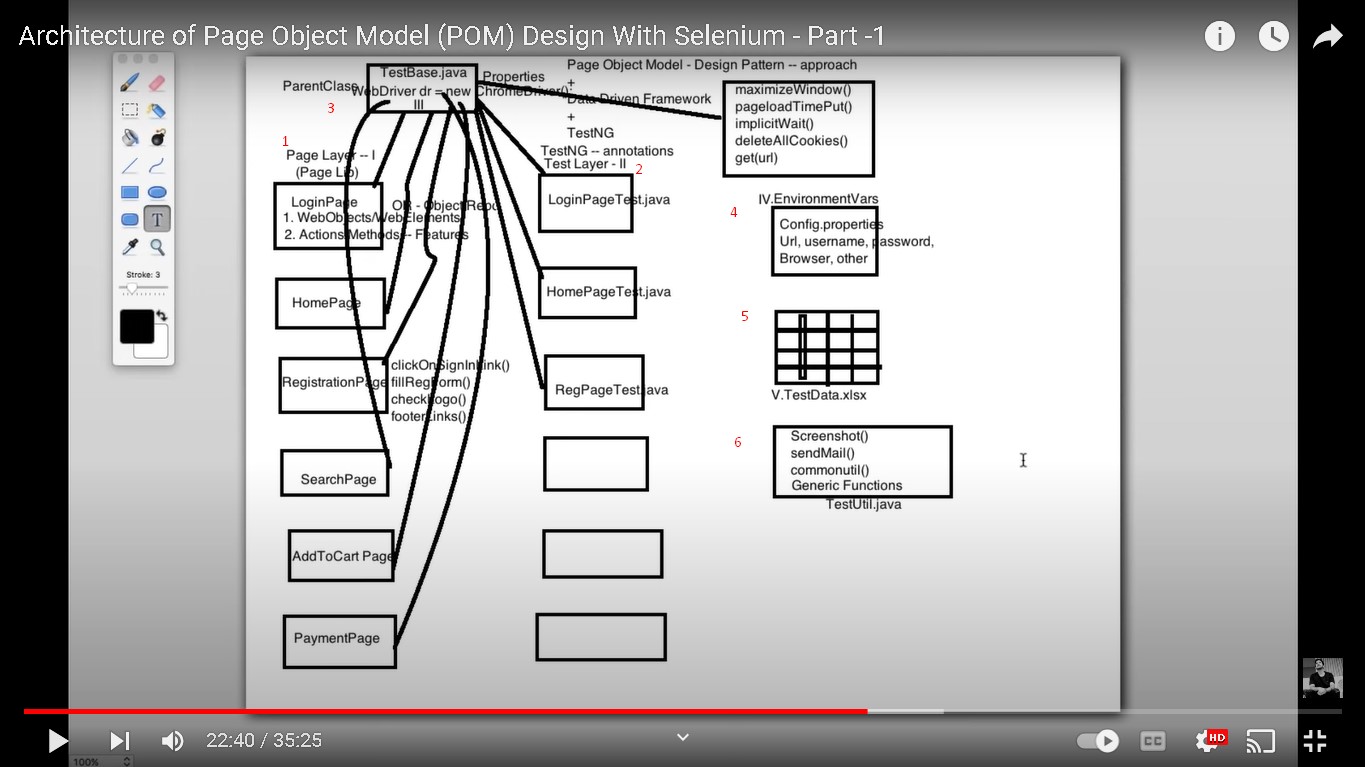 Architecture of Page Object Model (POM) Design With Selenium - Part -1
TestBase.java
Properties
Page Object Model - Design Pattern -- approach
ParentClass
WebDriver dr = new ChromeDriver();
+
Data Driven Framework
III
+
TestNG
3
maximizeWindow()
pageloadTimePut()
implicitWait()
deleteAllCookies()
get(url)
1
Page Layer -- I
(Page Lib)
TestNG -- annotations
Test Layer - II
2
LoginPage
OR - Object Repo
1. WebObjects/WebElements
2. Actions/Methods -- Features
LoginPageTest.java
IV.EnvironmentVars
4
Config.properties
Url, username, password,
Browser, other
HomePage
HomePageTest.java
5
V.TestData.xlsx
RegistrationPage
clickOnSignInLink()
fillRegForm()
checkLogo()
footerLinks()
RegPageTest.java
6
Screenshot()
sendMail()
commonutil()
Generic Functions
TestUtil.java
SearchPage
AddToCart Page
PaymentPage
T
Stroke: 3
HD
CC
22:40 / 35:25
100%